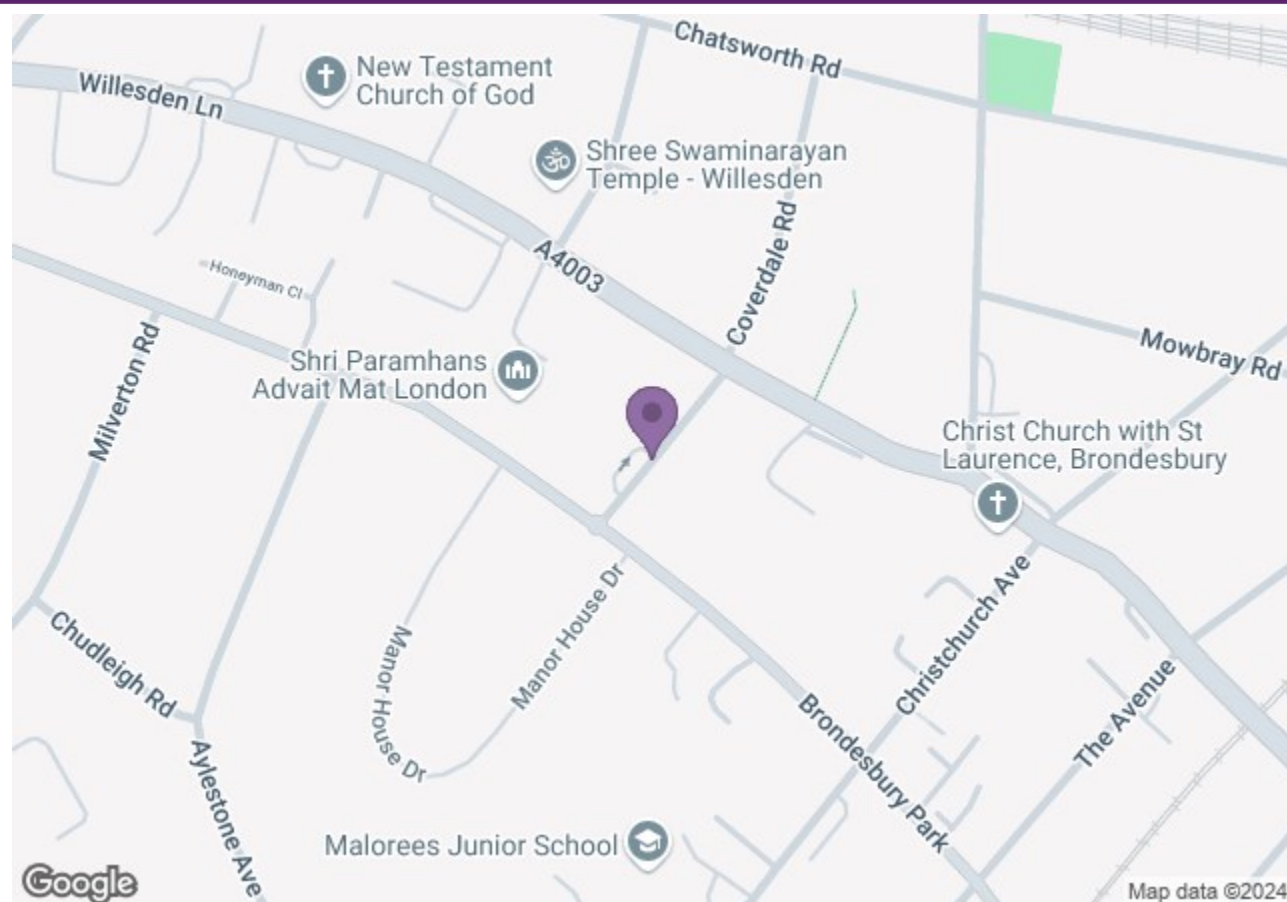 Chatsworth Rd
New Testament
Church of God
Willesden Ln
Shree Swaminarayan
Temple - Willesden
A4003
Coverdale Rd
Honeyman Cl
Mowbray Rd
Milverton Rd
Shri Paramhans
Advait Mat London
Christ Church with St
Laurence, Brondesbury
Manor House Dr
Christchurch Ave
Chudleigh Rd
Manor House Dr
The Avenue
Brondesbury Park
Aylestone Ave
Malorees Junior School
Google
Map data ©2024